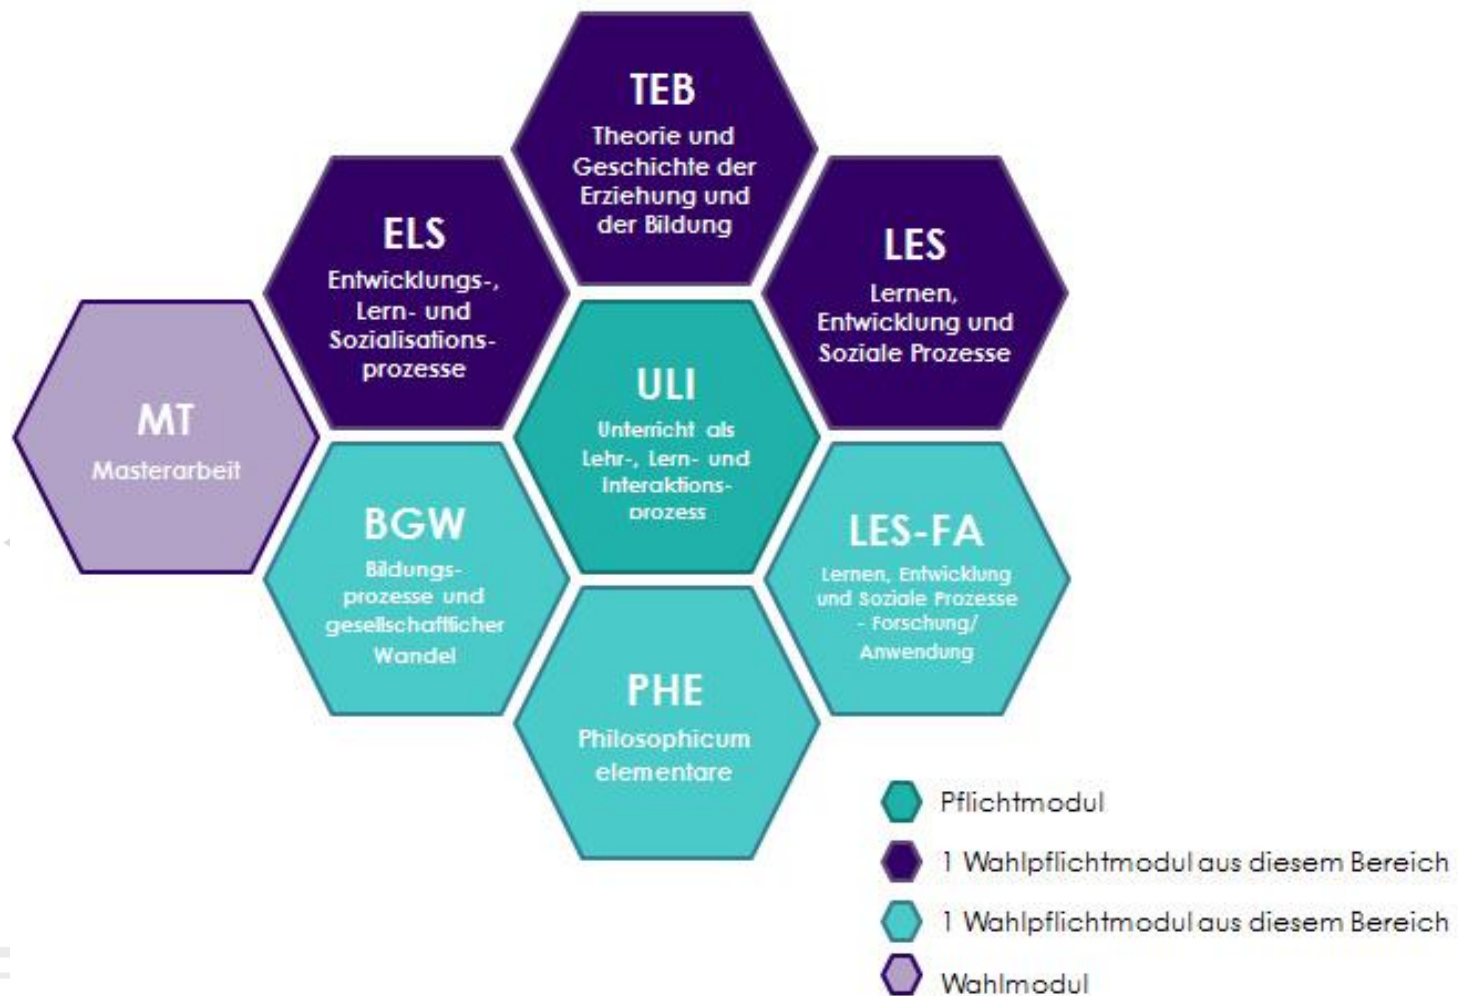 TEB
Theorie und
Geschichte der
Erziehung und
der Bildung
ELS
Entwicklungs-,
Lern- und
Sozialisations-
prozesse
LES
Lernen,
Entwicklung und
Soziale Prozesse
MT
Masterarbeit
ULI
Unterricht als
Lehr-, Lern- und
Interaktions-
prozess
BGW
Bildungs-
prozesse und
gesellschaftlicher
Wandel
LES-FA
Lernen, Entwicklung
und Soziale Prozesse
- Forschung/
Anwendung
PHE
Philosophicum
elementare
Pflichtmodul
1 Wahlpflichtmodul aus diesem Bereich
1 Wahlpflichtmodul aus diesem Bereich
Wahlmodul